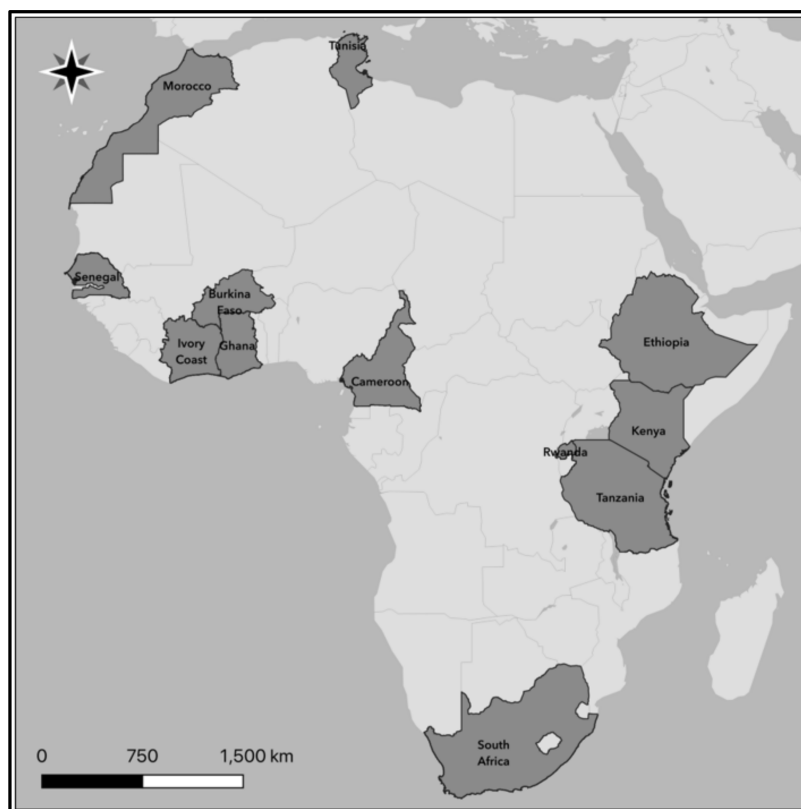 Tunisia
Morocco
Senegal
Burkina
Faso
Ivory
Coast
Ghana
Cameroon
Ethiopia
Kenya
Rwanda
Tanzania
South
Africa
0 750 1,500 km